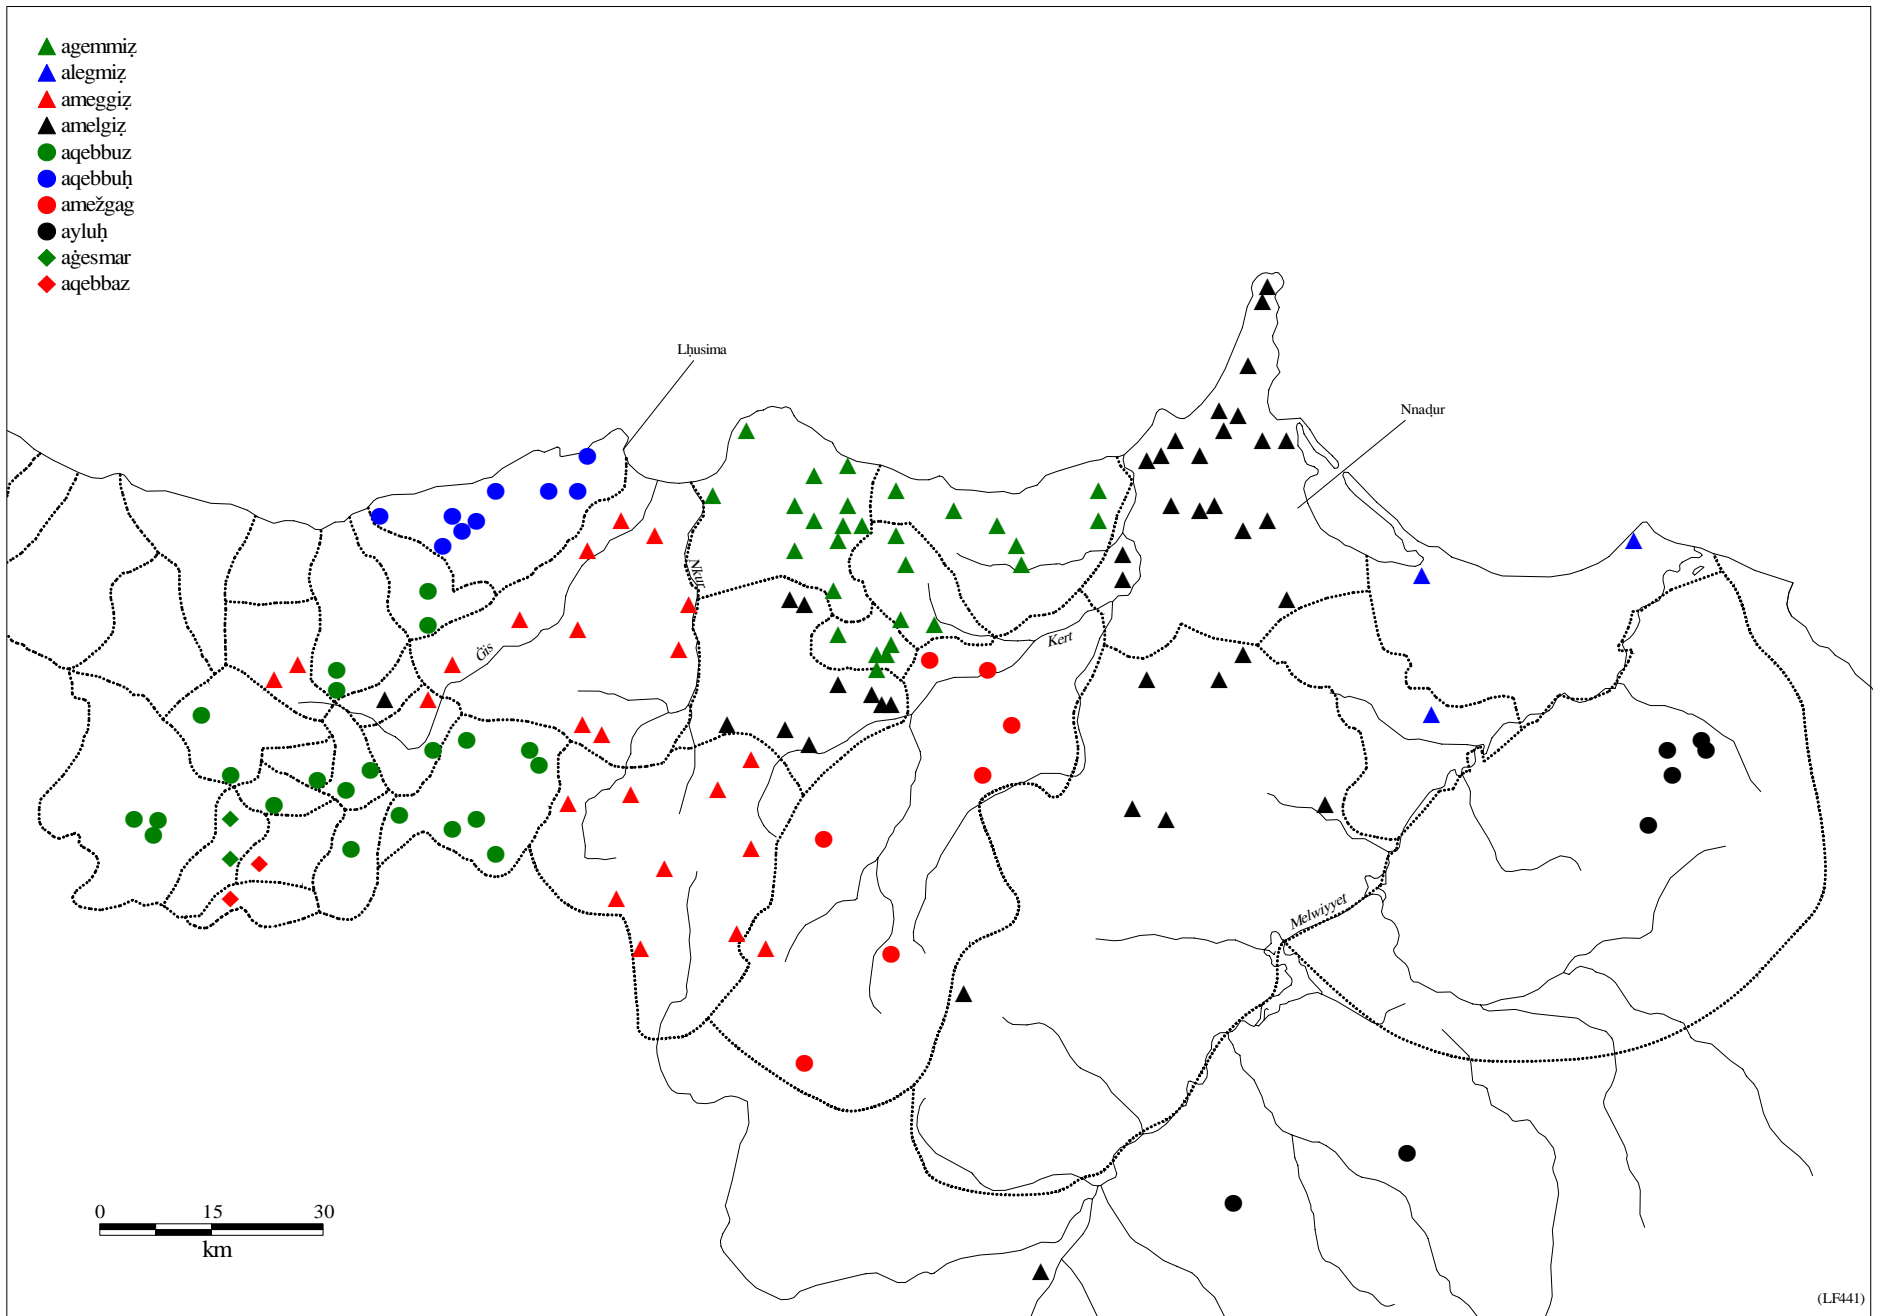 agemmiẓ
alegmiẓ
ameggiẓ
amelgiẓ
aqebbuz
aqebbuḥ
amežgag
ayluḥ
aġesmar
aqebbaz
Lḥusima
Nnaḍur
Nkur
Ġis
Kert
Melwiyyet
0 15 30
km
(LF441)